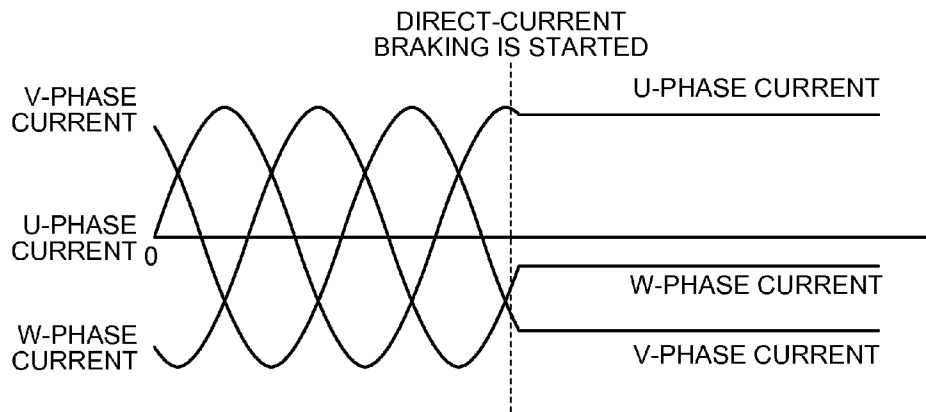 DIRECT-CURRENT
BRAKING IS STARTED
V-PHASE
CURRENT
U-PHASE CURRENT
U-PHASE
CURRENT
0
W-PHASE CURRENT
W-PHASE
CURRENT
V-PHASE CURRENT